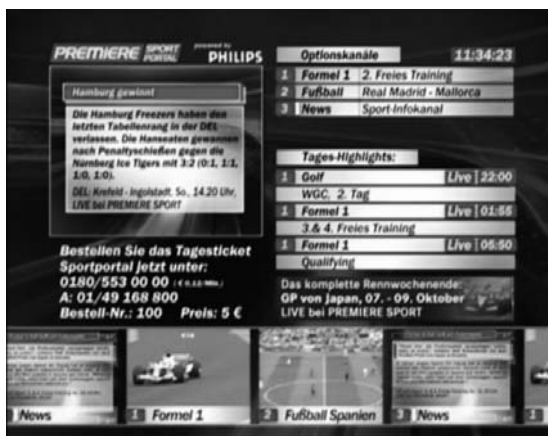 PREMIERE SPORT PORTAL powered by PHILIPS
Hamburg gewinnt
Die Hamburg Freezers haben den
letzten Tabellenrang in der DEL
verlassen. Die Hanseaten gewannen
nach Penaltyschießen gegen die
Nürnberg Ice Tigers mit 3:2 (0:1, 1:1,
1:0, 1:0).
DEL: Krefeld - Ingolstadt, So., 14.20 Uhr,
LIVE bei PREMIERE SPORT
Bestellen Sie das Tagesticket
Sportportal jetzt unter:
0180/553 00 00 (€ 0,12/Min.)
A: 01/49 168 800
Bestell-Nr.: 100 Preis: 5 €
Optionskanäle 11:34:23
1 Formel 1 2. Freies Training
2 Fußball Real Madrid - Mallorca
3 News Sport-Infokanal
Tages-Highlights:
1 Golf Live 22:00
WGC, 2. Tag
1 Formel 1 Live 01:55
3.& 4. Freies Training
1 Formel 1 Live 05:50
Qualifying
Das komplette Rennwochenende:
GP von Japan, 07. - 09. Oktober
LIVE bei PREMIERE SPORT
3 News
1 Formel 1
2 Fußball Spanien
3 News
1